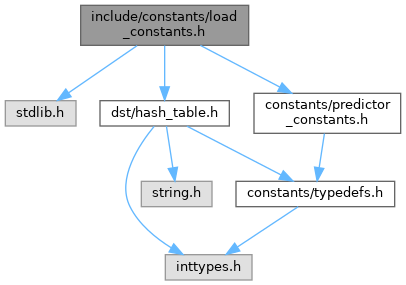 include/constants/load
_constants.h
stdlib.h
dst/hash_table.h
constants/predictor
_constants.h
string.h
constants/typedefs.h
inttypes.h